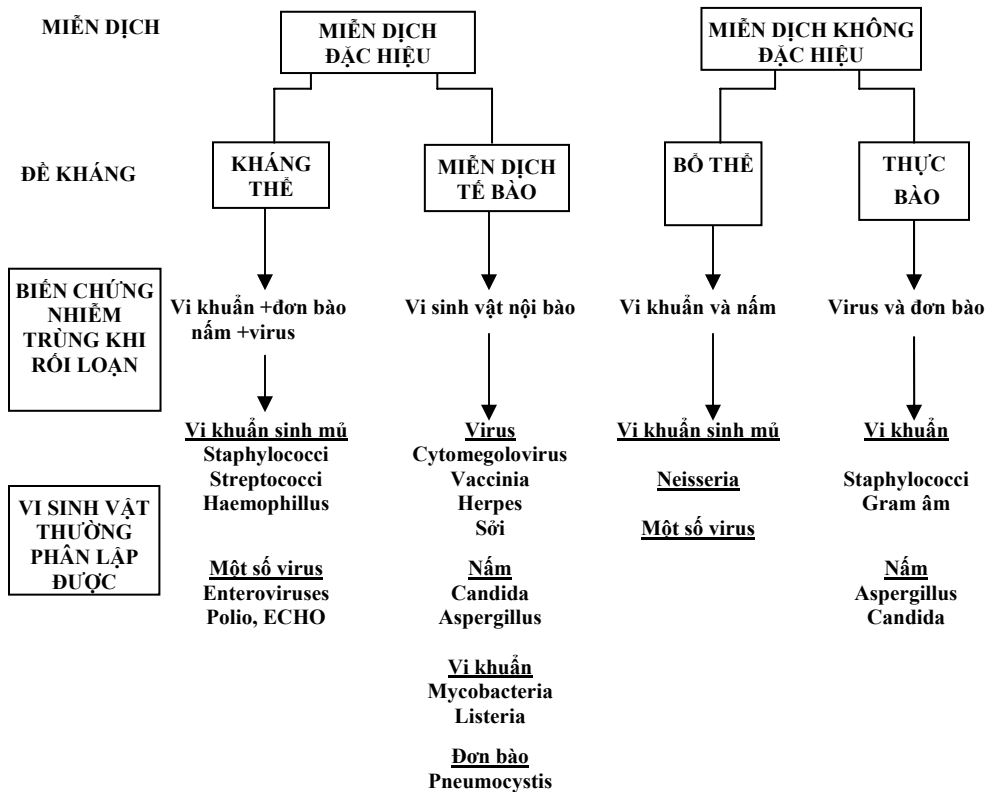 MIỄN DỊCH
MIỄN DỊCH
ĐẶC HIỆU
MIỄN DỊCH KHÔNG
ĐẶC HIỆU
ĐỀ KHÁNG
KHÁNG
THỂ
MIỄN DỊCH
TẾ BÀO
BỔ THỂ
THỰC
BÀO
BIẾN CHỨNG
NHIỄM
TRÙNG KHI
RỐI LOẠN
Vi khuẩn +đơn bào
nấm +virus
Vi sinh vật nội bào
Vi khuẩn và nấm
Virus và đơn bào
VI SINH VẬT
THƯỜNG
PHÂN LẬP
ĐƯỢC
Vi khuẩn sinh mủ
Staphylococci
Streptococci
Haemophillus
Một số virus
Enteroviruses
Polio, ECHO
Virus
Cytomegolovirus
Vaccinia
Herpes
Sởi
Nấm
Candida
Aspergillus
Vi khuẩn
Mycobacteria
Listeria
Đơn bào
Pneumocystis
Vi khuẩn sinh mủ
Neisseria
Một số virus
Vi khuẩn
Staphylococci
Gram âm
Nấm
Aspergillus
Candida